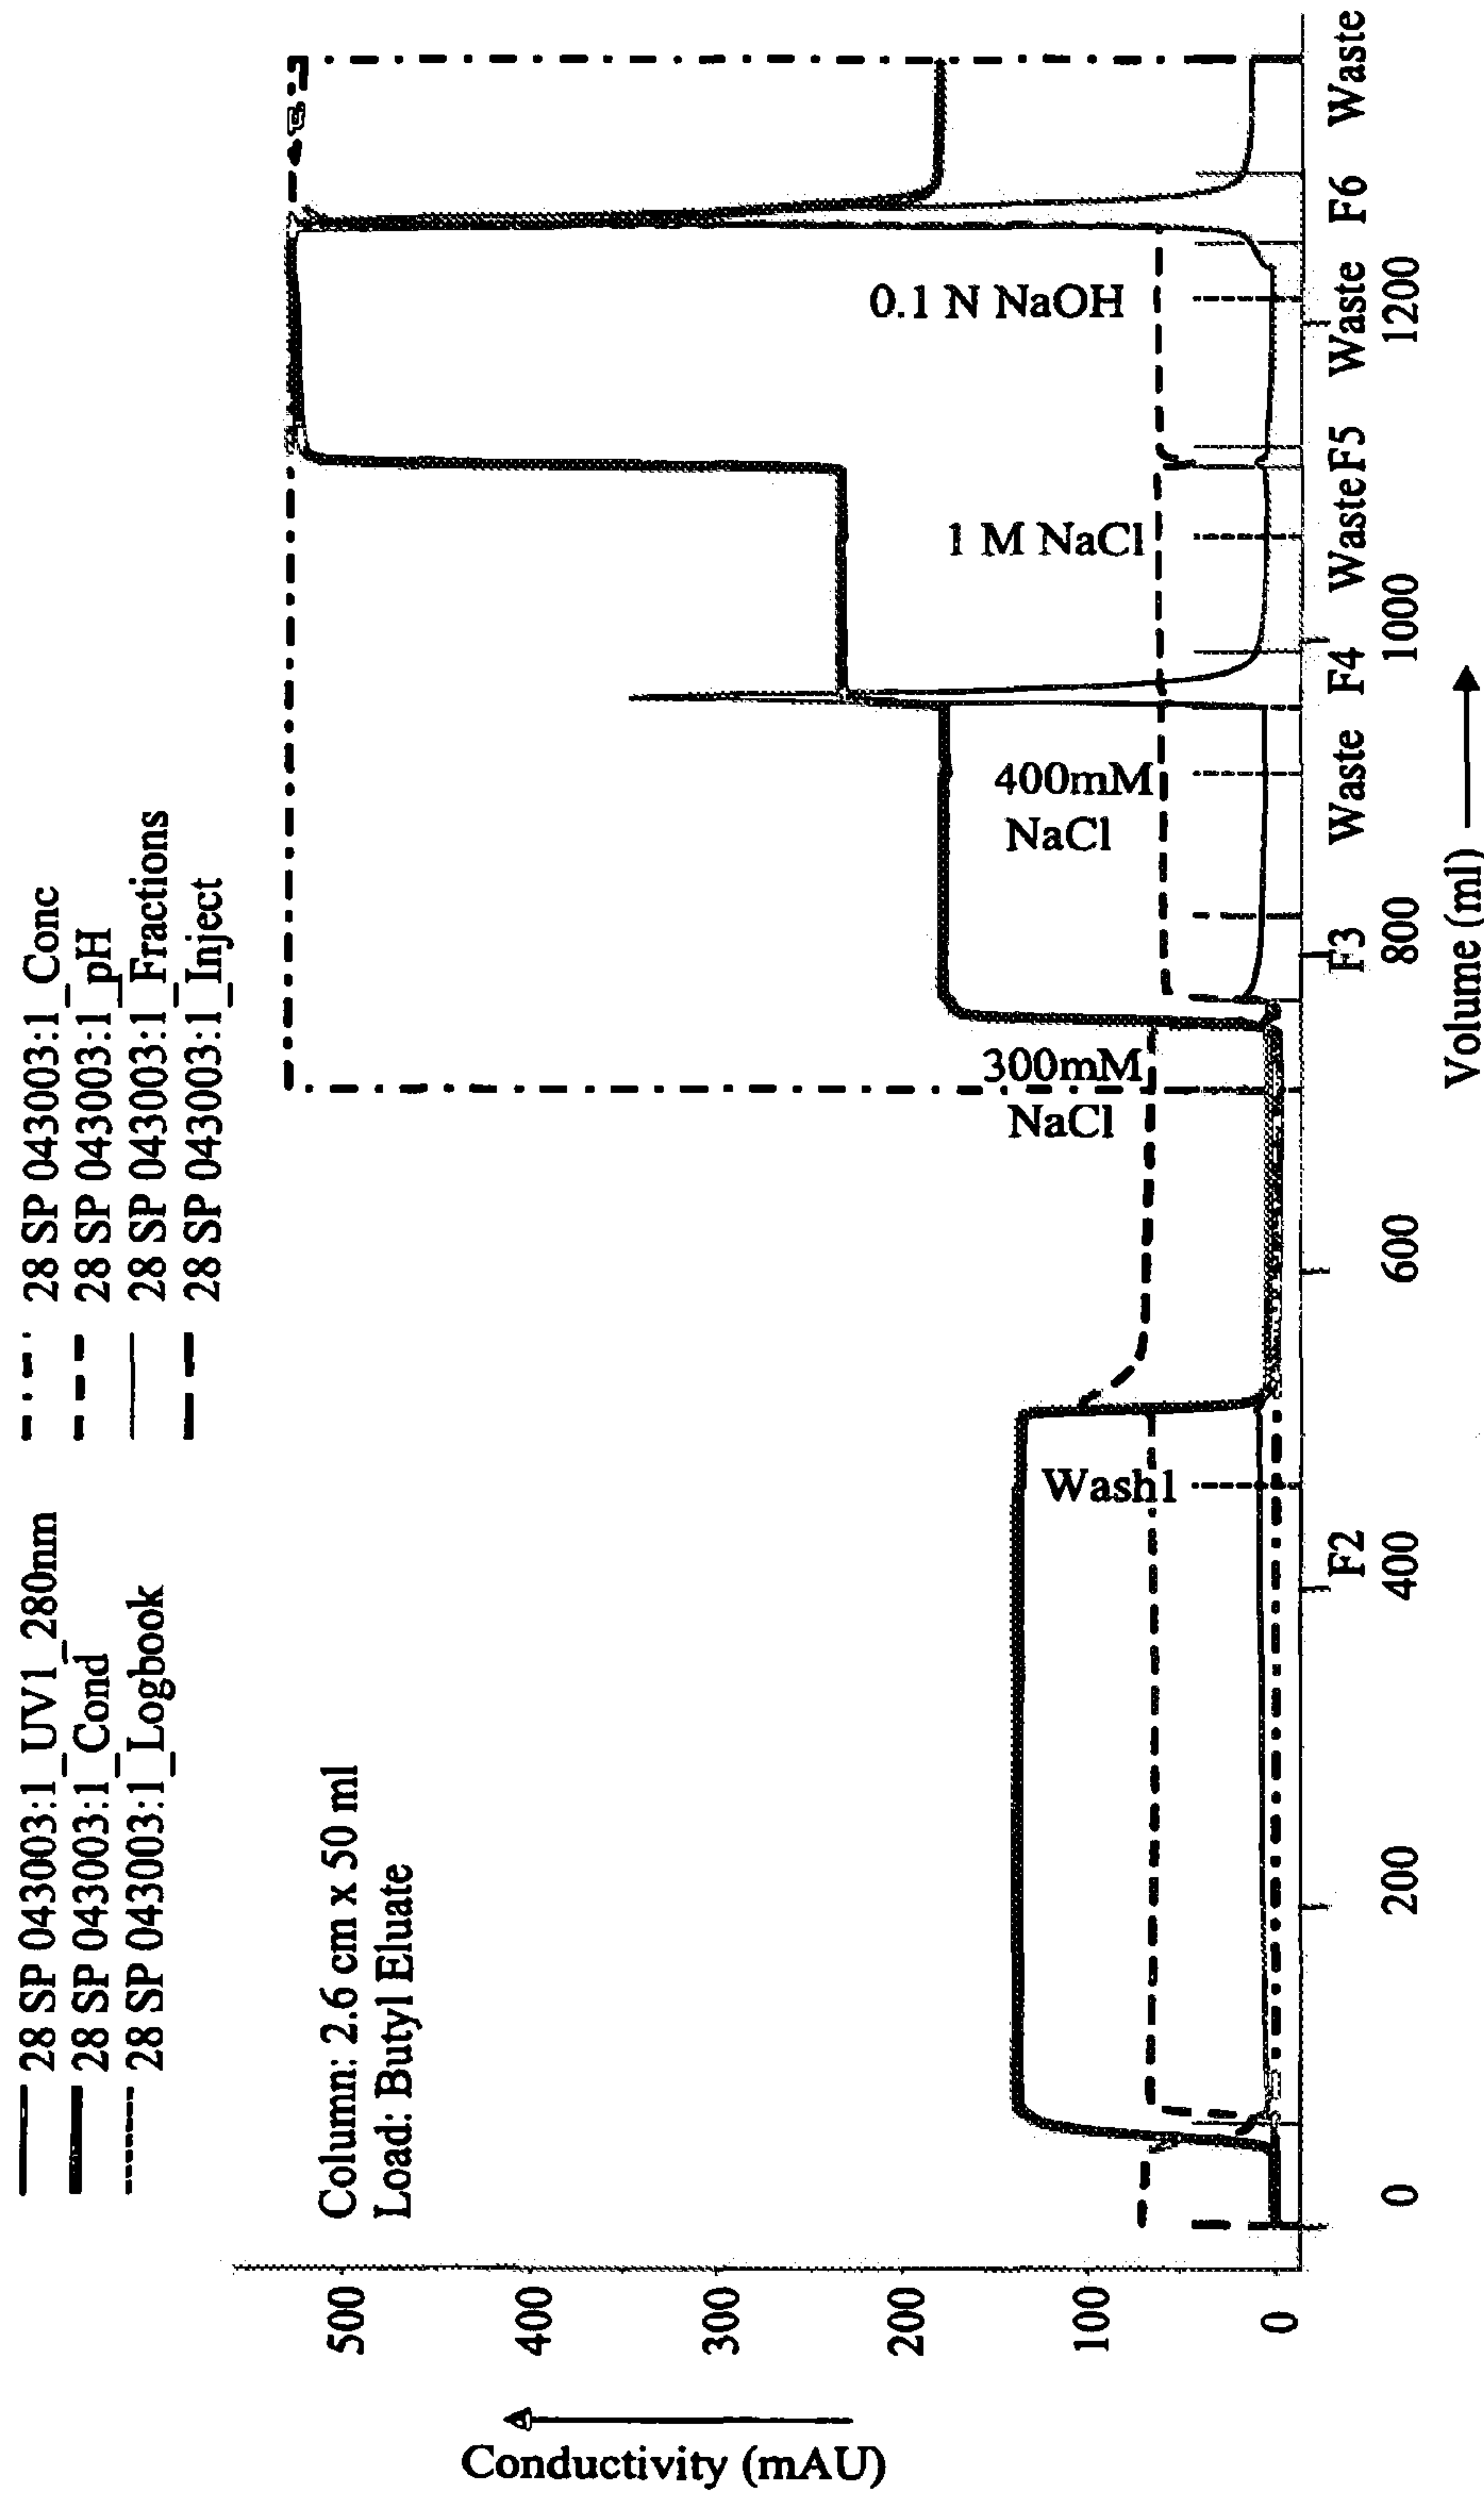 28 SP 043003:1_UV1_280nm
28 SP 043003:1_Cond
28 SP 043003:1_Logbook
28 SP 043003:1_Conc
28 SP 043003:1_pH
28 SP 043003:1_Fractions
28 SP 043003:1_Inject
Column: 2.6 cm x 50 ml
Load: Butyl Eluate
Conductivity (mAU)
500
400
300
200
100
0
Wash1
300mM
NaCl
400mM
NaCl
1 M NaCl
0.1 N NaOH
F2
F3
Waste
F4
Waste
F5
Waste
F6
Waste
0
200
400
600
800
1000
1200
Volume (ml)